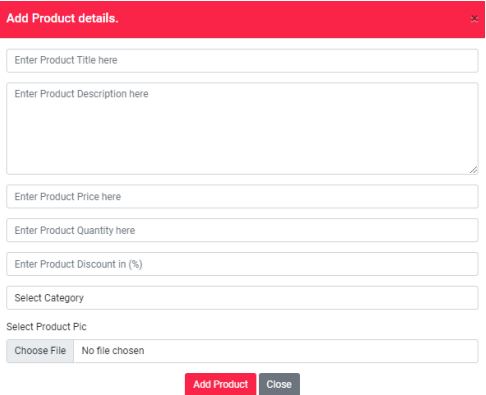 Add Product details.
×
Enter Product Title here
Enter Product Description here
Enter Product Price here
Enter Product Quantity here
Enter Product Discount in (%)
Select Category
Select Product Pic
Choose File No file chosen
Add Product Close